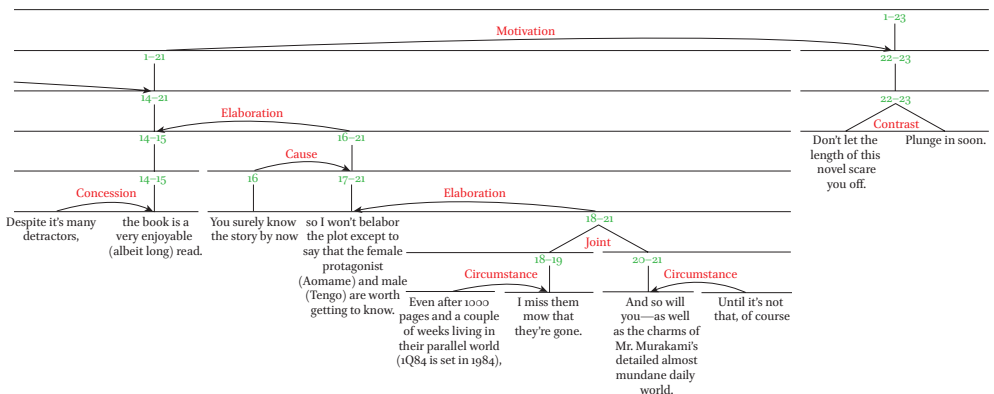 1–23
Motivation
1–21
22–23
14–21
22–23
Elaboration
Contrast
14–15
16–21
Don't let the
length of this
novel scare
you off.
Plunge in soon.
Cause
14–15
16
17–21
Concession
Elaboration
Despite it's many
detractors,
the book is a
very enjoyable
(albeit long) read.
You surely know
the story by now
so I won't belabor
the plot except to
say that the female
protagonist
(Aomame) and male
(Tengo) are worth
getting to know.
18–21
Joint
18–19
20–21
Circumstance
Circumstance
Even after 1000
pages and a couple
of weeks living in
their parallel world
(1Q84 is set in 1984),
I miss them
mow that
they're gone.
And so will
you—as well
as the charms of
Mr. Murakami's
detailed almost
mundane daily
world.
Until it's not
that, of course